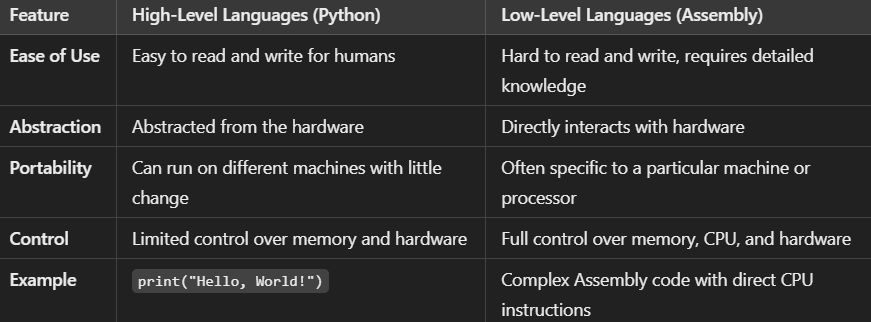 Feature High-Level Languages (Python) Low-Level Languages (Assembly)
Ease of Use Easy to read and write for humans Hard to read and write, requires detailed
knowledge
Abstraction Abstracted from the hardware Directly interacts with hardware
Portability Can run on different machines with little Often specific to a particular machine or
change processor
Control Limited control over memory and hardware Full control over memory, CPU, and hardware
Example print("Hello, World!") Complex Assembly code with direct CPU
instructions